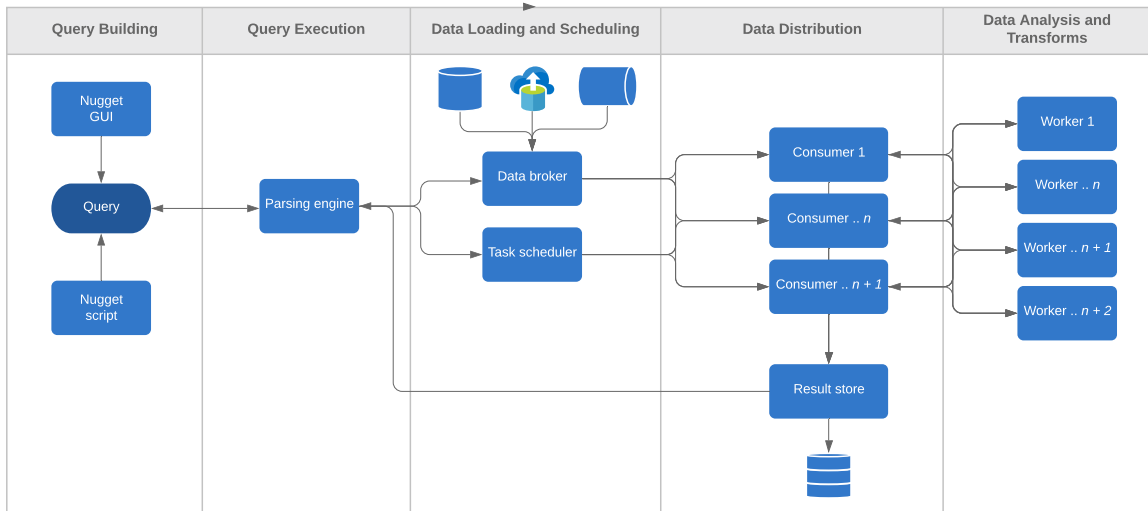 Query Building
Query Execution
Data Loading and Scheduling
Data Distribution
Data Analysis and
Transforms
Nugget
GUI
Query
Nugget
script
Parsing engine
Data broker
Task scheduler
Consumer 1
Consumer .. n
Consumer .. n + 1
Result store
Worker 1
Worker .. n
Worker .. n + 1
Worker .. n + 2